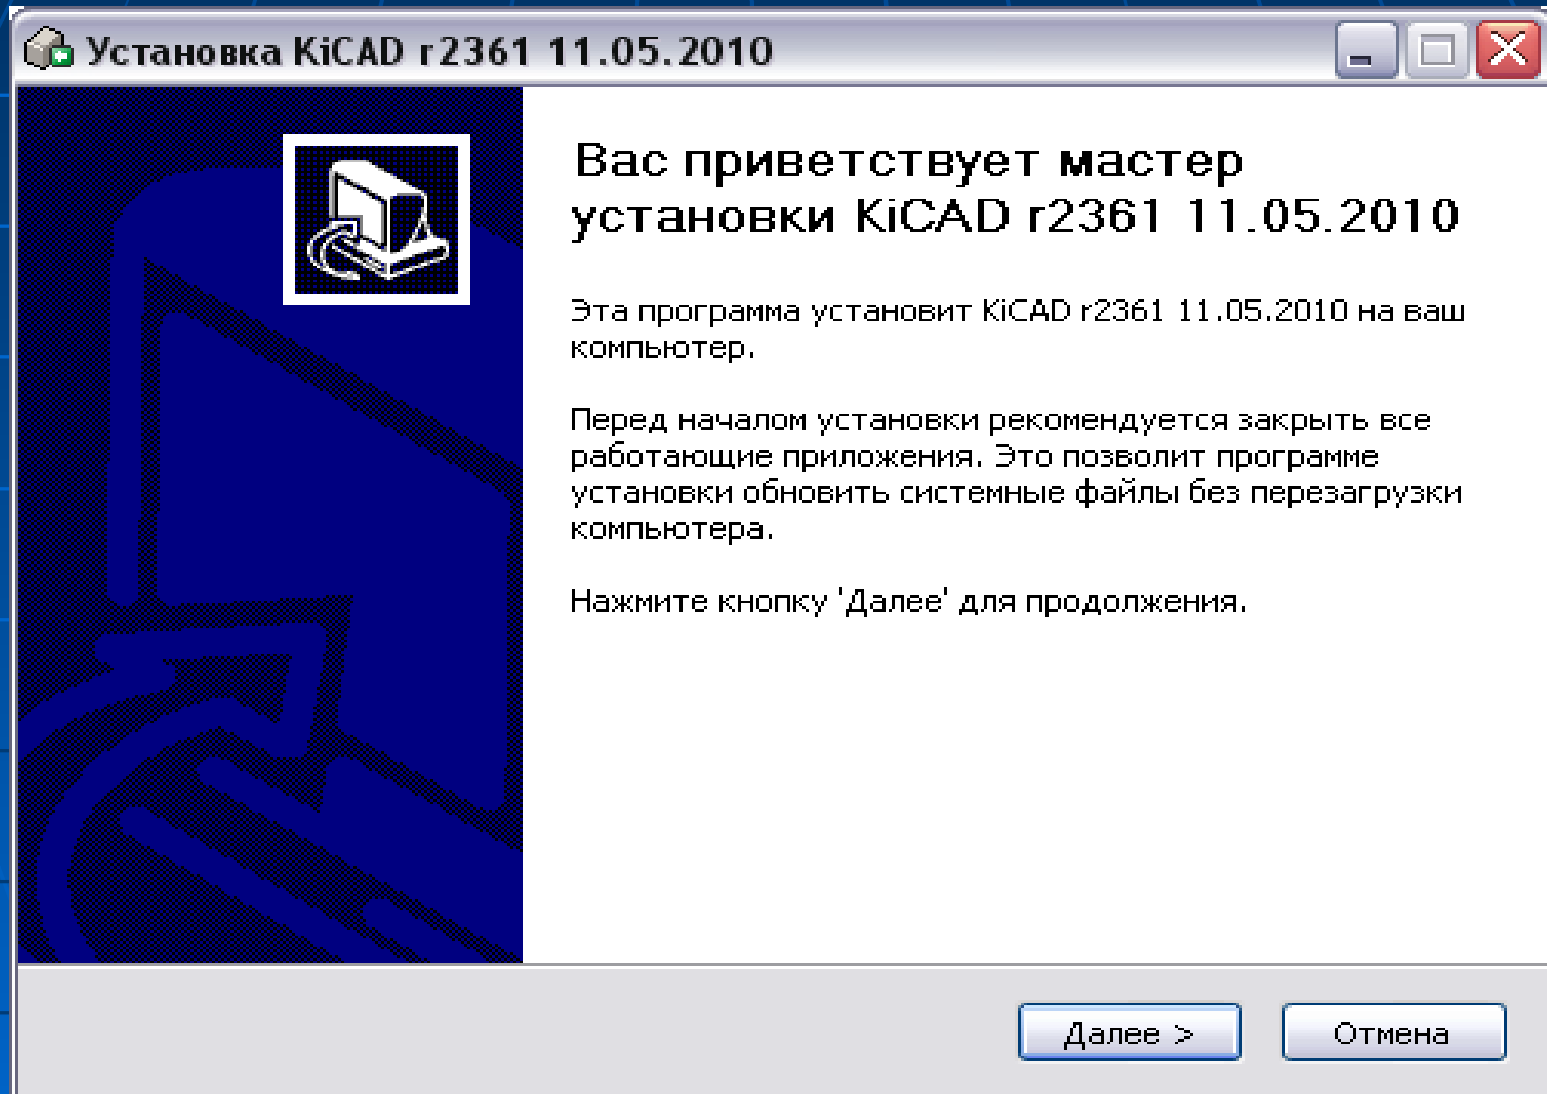 Установка KiCAD r2361 11.05.2010
Вас приветствует мастер
установки KiCAD r2361 11.05.2010
Эта программа установит KiCAD r2361 11.05.2010 на ваш
компьютер.
Перед началом установки рекомендуется закрыть все
работающие приложения. Это позволит программе
установки обновить системные файлы без перезагрузки
компьютера.
Нажмите кнопку 'Далее' для продолжения.
Далее >
Отмена